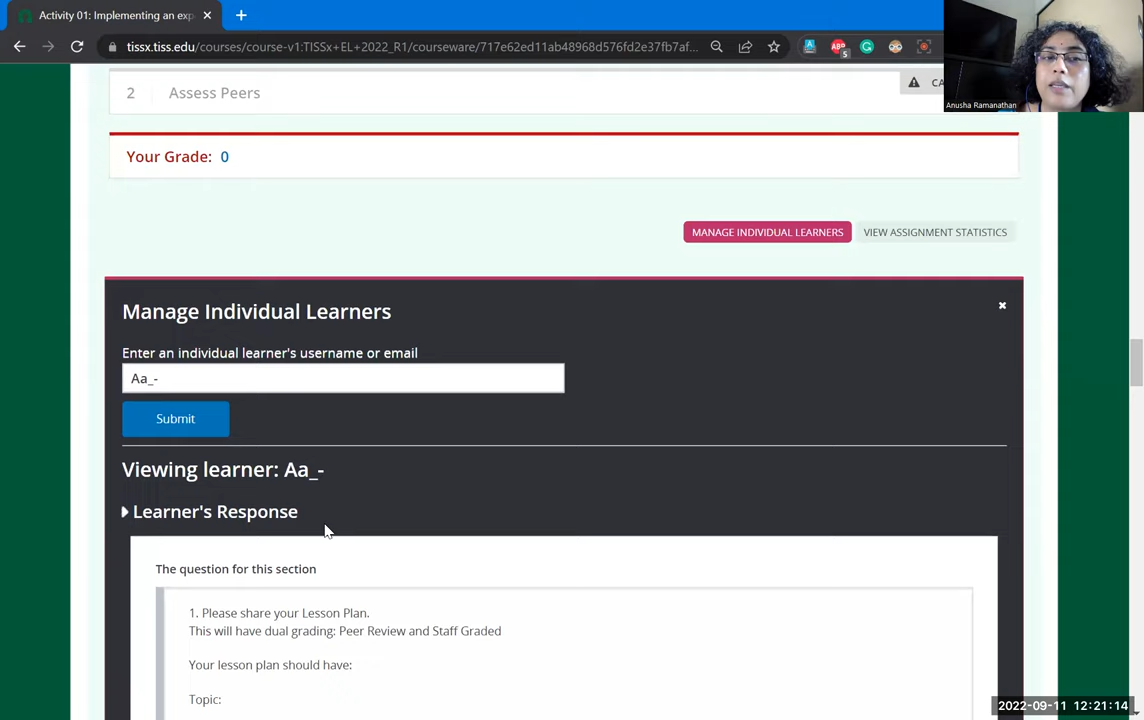 Activity 01: Implementing an exp
tissx.tiss.edu/courses/course-v1:TISSx+EL+2022_R1/courseware/717e62ed11ab48968d576fd2e37fb7af...
ABP
5
Anusha Ramanathan
2 Assess Peers
CA
Your Grade: 0
MANAGE INDIVIDUAL LEARNERS
VIEW ASSIGNMENT STATISTICS
Manage Individual Learners
Enter an individual learner's username or email
Aa_-
Submit
Viewing learner: Aa_-
Learner's Response
The question for this section
1. Please share your Lesson Plan.
This will have dual grading: Peer Review and Staff Graded
Your lesson plan should have:
Topic:
2022-09-11 12:21:14